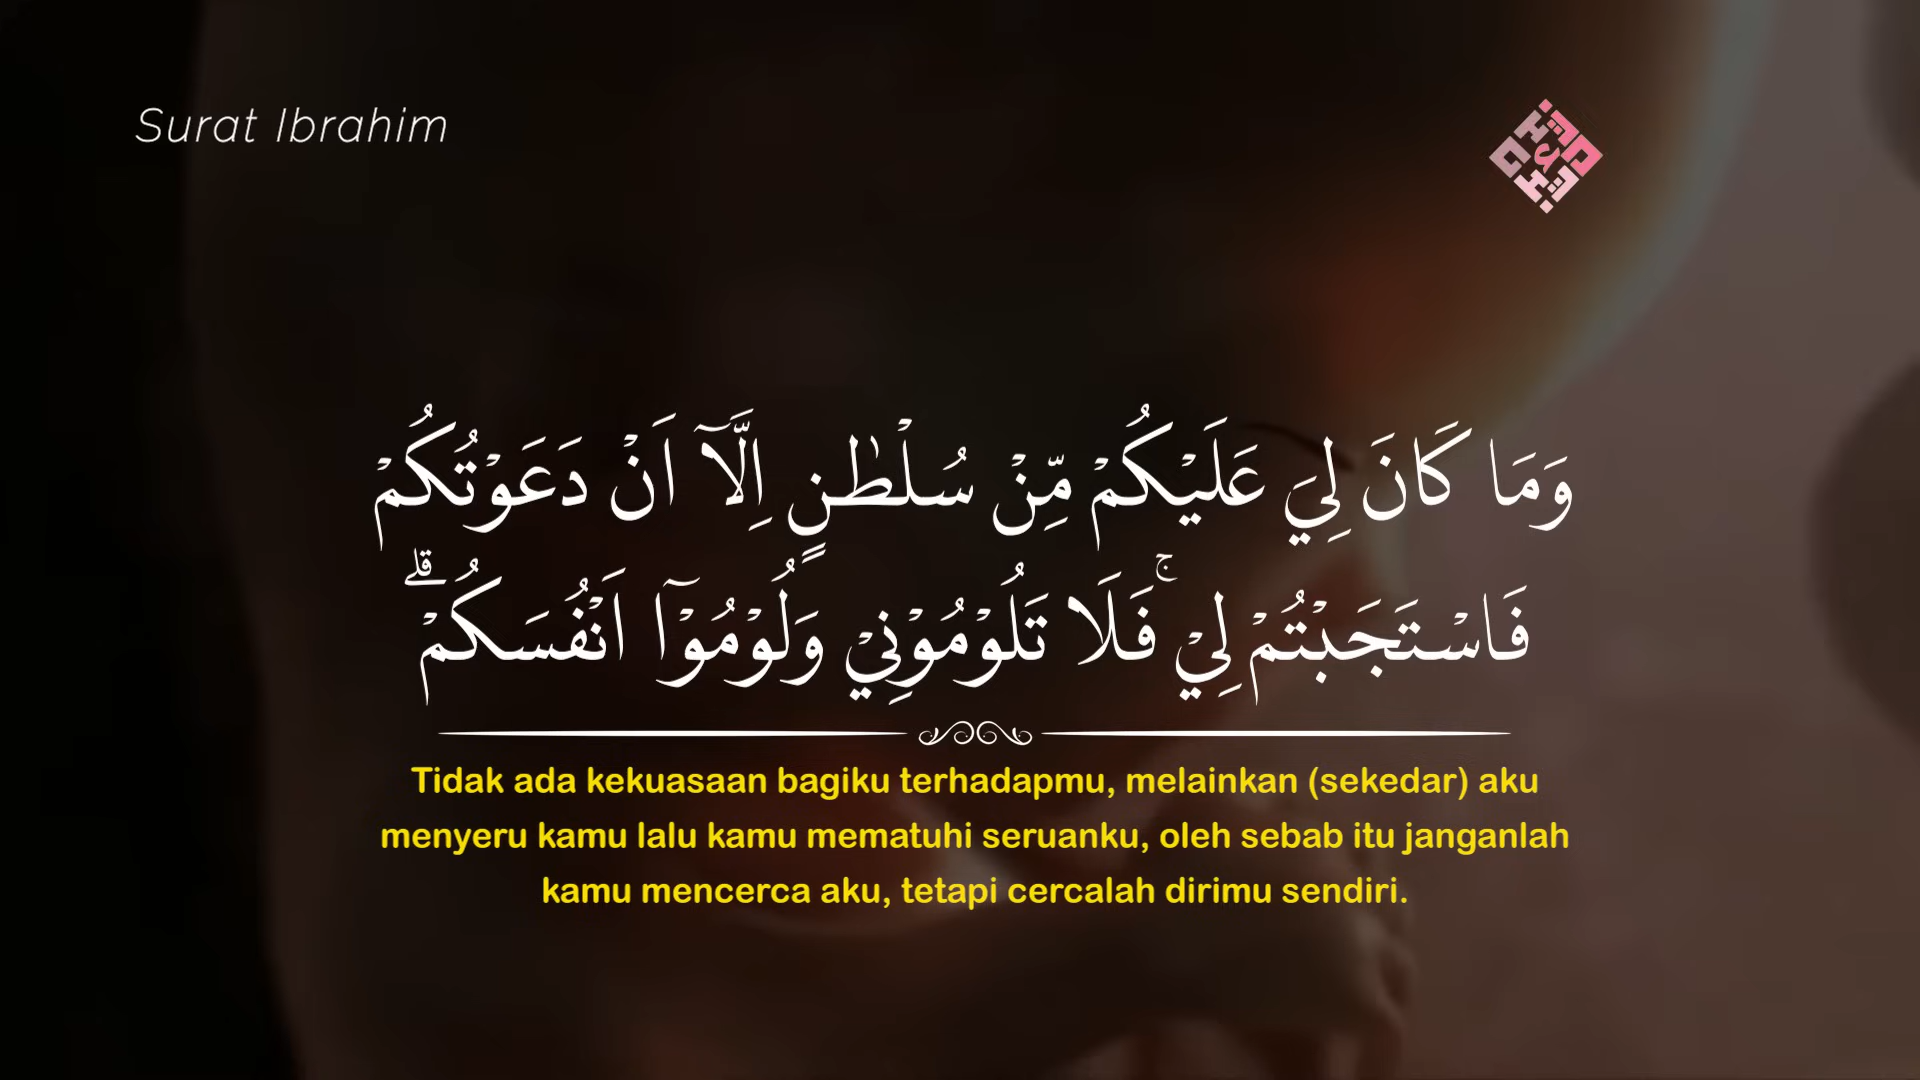 Surat Ibrahim
وَمَا كَانَ لِيَ عَلَيْكُمْ مِّنْ سُلْطٰنٍ اِلَّآ اَنْ دَعَوْتُكُمْ
فَاسْتَجَبْتُمْ لِيْ ۚ فَلَا تَلُوْمُوْنِيْ وَلُوْمُوْٓا اَنْفُسَكُمْ ۗ
Tidak ada kekuasaan bagiku terhadapmu, melainkan (sekedar) aku
menyeru kamu lalu kamu mematuhi seruanku, oleh sebab itu janganlah
kamu mencerca aku, tetapi cercalah dirimu sendiri.